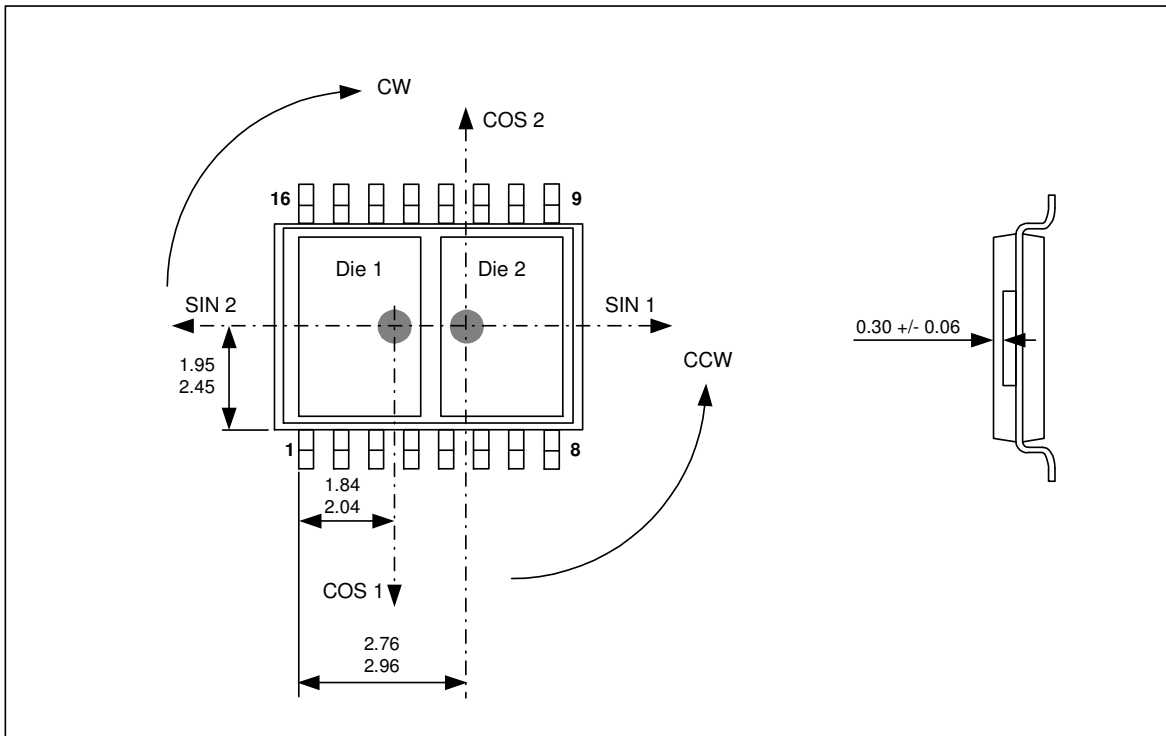 CW
COS 2
16
9
Die 1
Die 2
SIN 2
SIN 1
0.30 +/- 0.06
1.95
2.45
CCW
1
8
1.84
2.04
COS 1
2.76
2.96